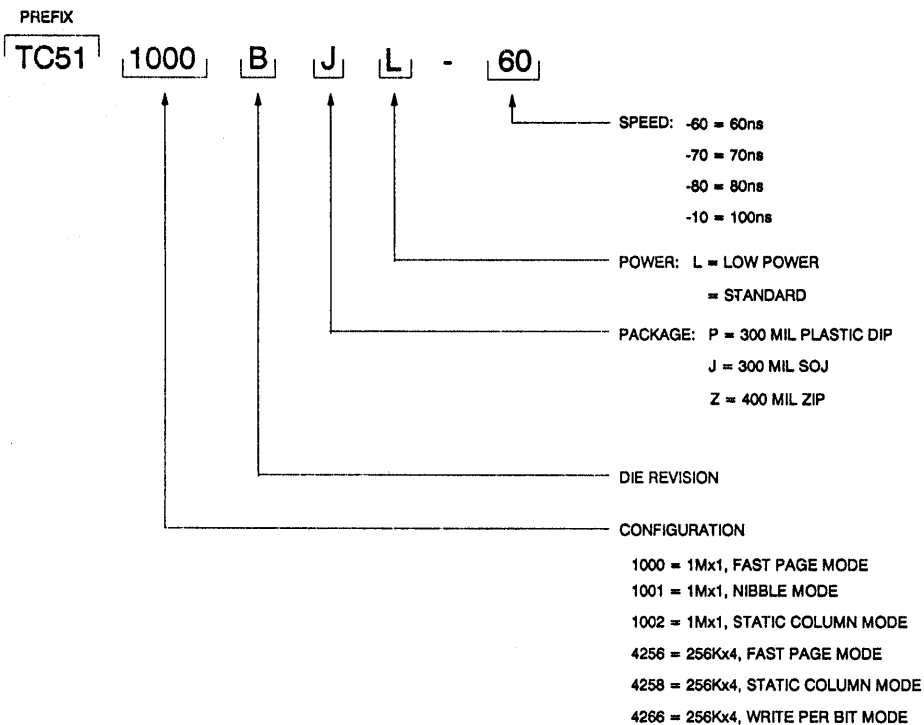 PREFIX
TC51 1000 B J L - 60
SPEED: -60 = 60ns
-70 = 70ns
-80 = 80ns
-10 = 100ns
POWER: L = LOW POWER
= STANDARD
PACKAGE: P = 300 MIL PLASTIC DIP
J = 300 MIL SOJ
Z = 400 MIL ZIP
DIE REVISION
CONFIGURATION
1000 = 1Mx1, FAST PAGE MODE
1001 = 1Mx1, NIBBLE MODE
1002 = 1Mx1, STATIC COLUMN MODE
4256 = 256Kx4, FAST PAGE MODE
4258 = 256Kx4, STATIC COLUMN MODE
4266 = 256Kx4, WRITE PER BIT MODE